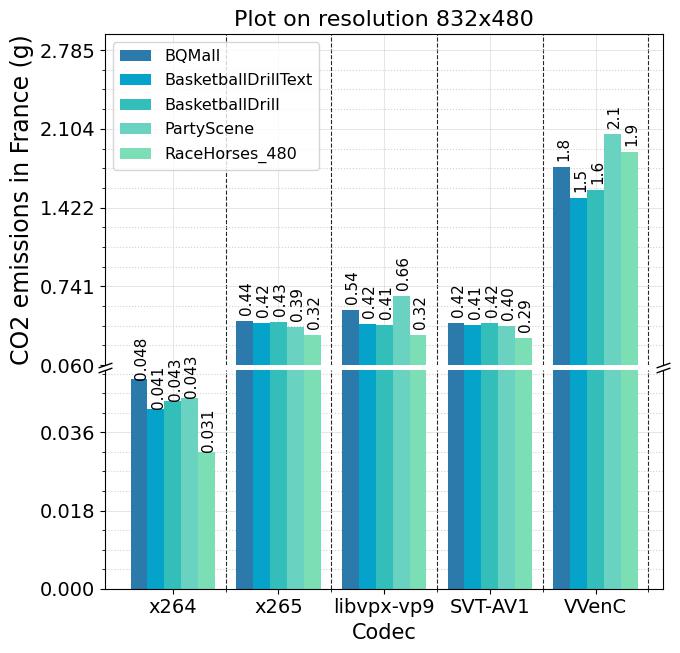 Plot on resolution 832x480
CO2 emissions in France (g)
2.785
2.104
1.422
0.741
0.060
0.036
0.018
0.000
BQMall
BasketballDrillText
BasketballDrill
PartyScene
RaceHorses_480
0.048
0.041
0.043
0.043
0.031
0.44
0.42
0.43
0.39
0.32
0.54
0.42
0.41
0.66
0.32
0.42
0.41
0.42
0.40
0.29
1.8
1.5
1.6
2.1
1.9
x264
x265
libvpx-vp9
SVT-AV1
VVenC
Codec